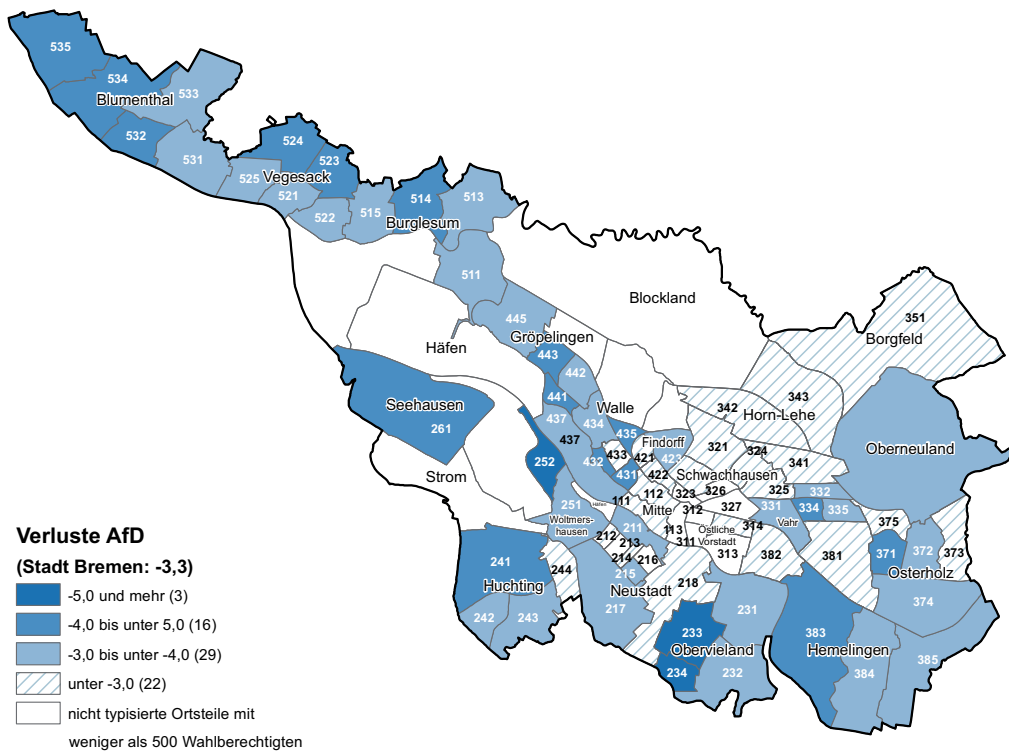 535
534
Blumenthal
533
532
531
524
523
Vegesack
525
521
522
515
514
513
Burglesum
511
Blockland
351
Borgfeld
445
Gröpelingen
Häfen
443
442
343
342
Horn-Lehe
441
Walle
Seehausen
261
437
434
435
Findorff
321
324
Oberneuland
437
433
421
423
341
252
432
431
422
Schwachhausen
Strom
112
323
326
325
332
251
Häfen
111
Mitte
312
327
331
334
335
Woltmers-
hausen
211
113
Östliche
Vorstadt
314
Vahr
375
212
213
311
313
382
381
371
372
373
241
244
214
216
Osterholz
Huchting
215
Neustadt
218
374
242
243
217
231
233
383
Obervieland
Hemelingen
234
232
384
385
Verluste AfD
(Stadt Bremen: -3,3)
-5,0 und mehr (3)
-4,0 bis unter 5,0 (16)
-3,0 bis unter -4,0 (29)
unter -3,0 (22)
nicht typisierte Ortsteile mit
weniger als 500 Wahlberechtigten